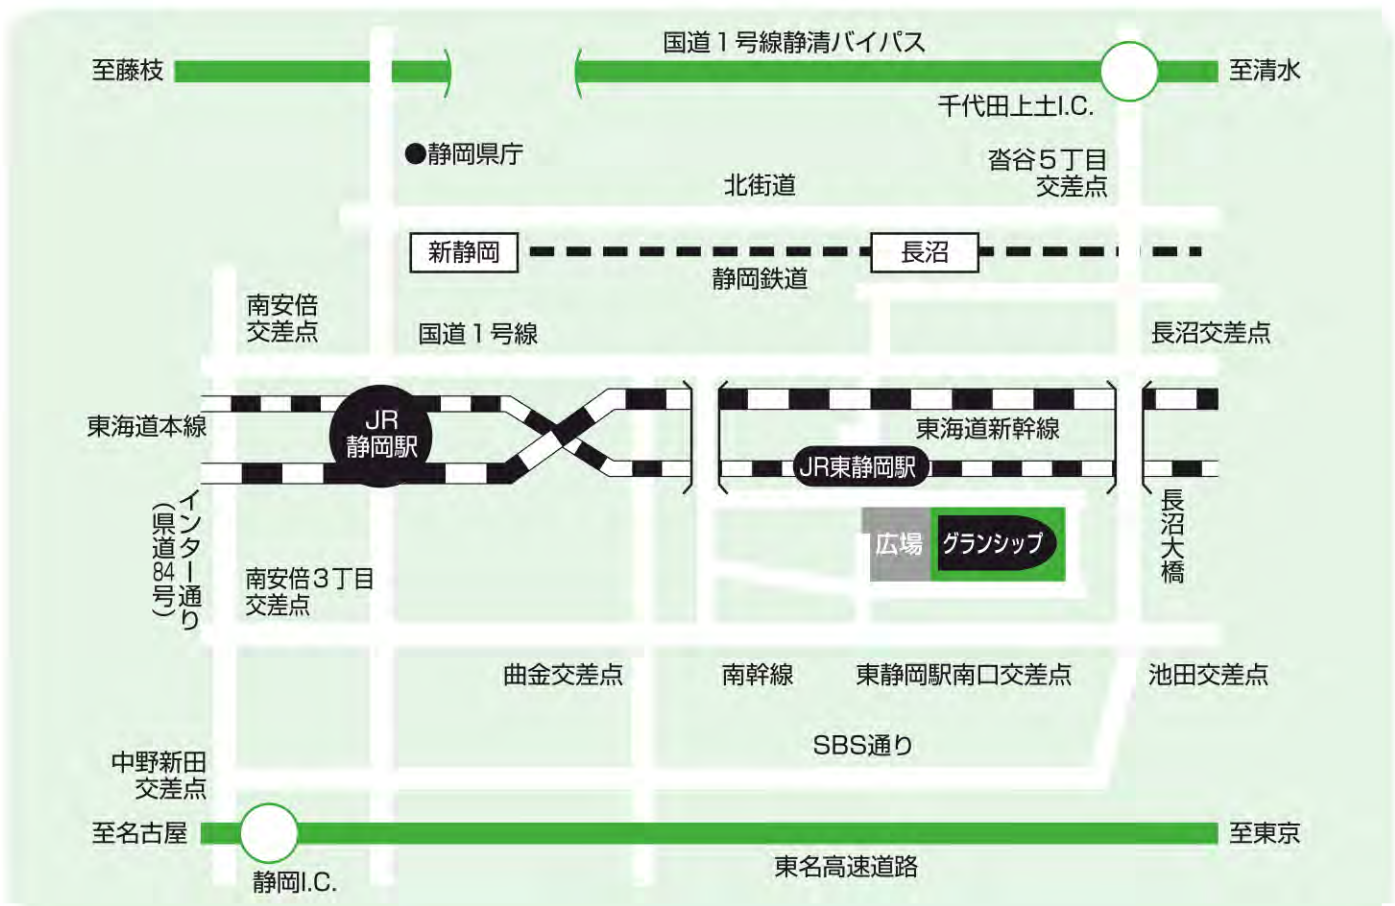 国道１号線静清バイパス
至藤枝
至清水
千代田上土I.C.
静岡県庁
沓谷５丁目
交差点
北街道
新静岡
長沼
静岡鉄道
南安倍
交差点
国道１号線
長沼交差点
東海道本線
JR
静岡駅
東海道新幹線
JR東静岡駅
インター通り
（県道84号）
長沼大橋
広場
グランシップ
南安倍３丁目
交差点
曲金交差点
南幹線
東静岡駅南口交差点
池田交差点
SBS通り
中野新田
交差点
至名古屋
至東京
東名高速道路
静岡I.C.